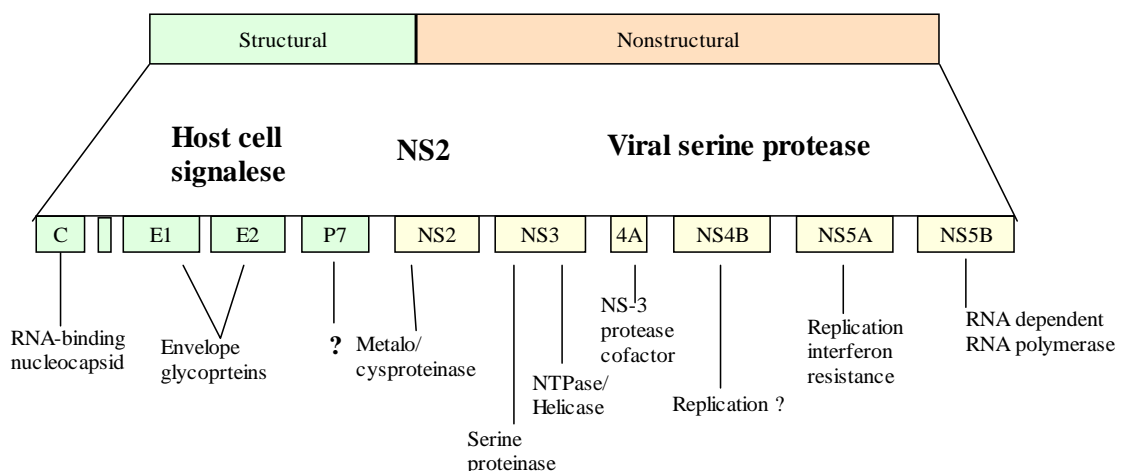 Structural
Nonstructural
Host cell
signalese
NS2
Viral serine protease
C
E1
E2
P7
NS2
NS3
4A
NS4B
NS5A
NS5B
RNA-binding
nucleocapsid
Envelope
glycoprteins
?
Metalo/
cysproteinase
Serine
proteinase
NTPase/
Helicase
NS-3
protease
cofactor
Replication ?
Replication
interferon
resistance
RNA dependent
RNA polymerase